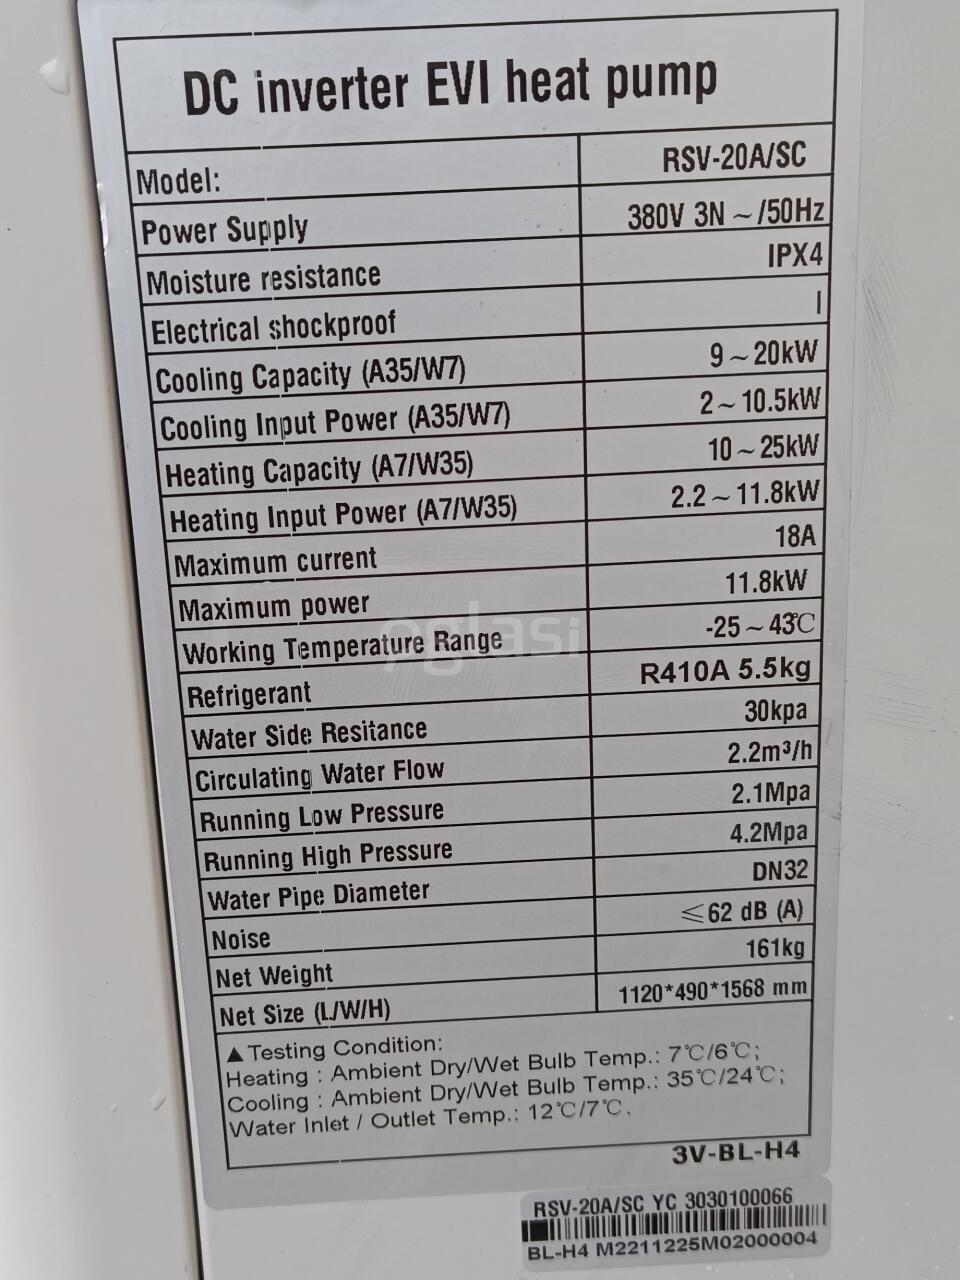 DC inverter EVI heat pump
Model: RSV-20A/SC
Power Supply 380V 3N ~ /50Hz
Moisture resistance IPX4
Electrical shockproof I
Cooling Capacity (A35/W7) 9 ~ 20kW
Cooling Input Power (A35/W7) 2 ~ 10.5kW
Heating Capacity (A7/W35) 10 ~ 25kW
Heating Input Power (A7/W35) 2.2 ~ 11.8kW
Maximum current 18A
Maximum power 11.8kW
Working Temperature Range -25 ~ 43℃
Refrigerant R410A 5.5kg
Water Side Resitance 30kpa
Circulating Water Flow 2.2m³/h
Running Low Pressure 2.1Mpa
Running High Pressure 4.2Mpa
Water Pipe Diameter DN32
Noise ≤62 dB (A)
Net Weight 161kg
Net Size (L/W/H) 1120*490*1568 mm
▲Testing Condition:
Heating : Ambient Dry/Wet Bulb Temp.: 7℃/6℃;
Cooling : Ambient Dry/Wet Bulb Temp.: 35℃/24℃;
Water Inlet / Outlet Temp.: 12℃/7℃.
3V-BL-H4
RSV-20A/SC YC 3030100066
BL-H4 M2211225M02000004